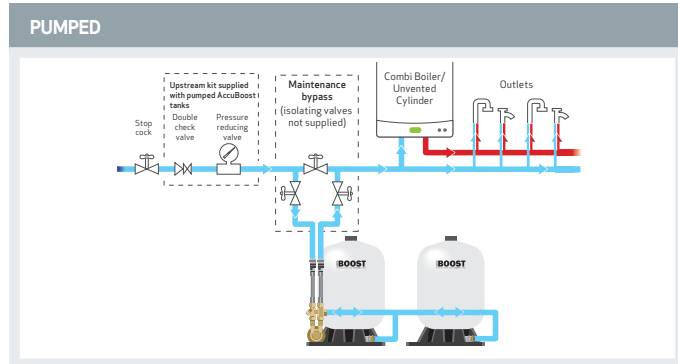 PUMPED
Upstream kit supplied
with pumped AccuBoost
tanks
Stop
cock
Double
check
valve
Pressure
reducing
valve
Maintenance
bypass
(isolating valves
not supplied)
Combi Boiler/
Unvented
Cylinder
Outlets
BOOST
BOOST